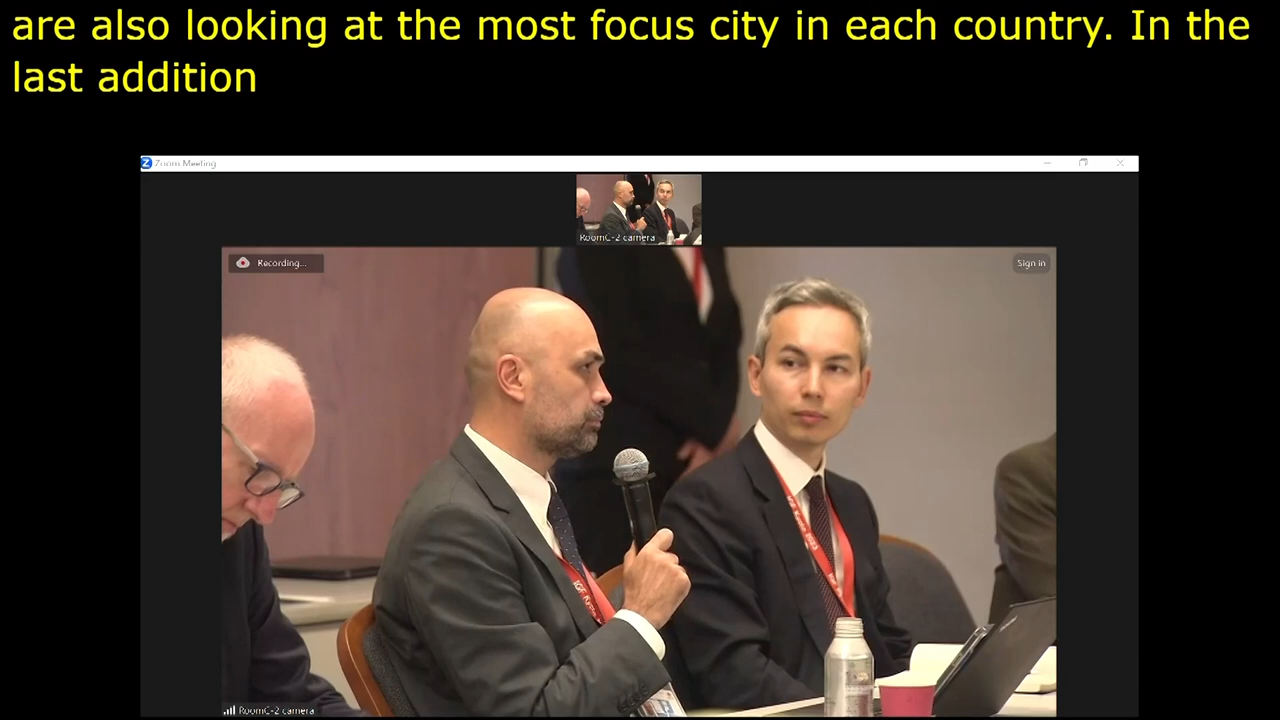 are also looking at the most focus city in each country. In the
last addition
Zoom Meeting
RoomC-2 camera
Recording...
Sign in
RoomC-2 camera